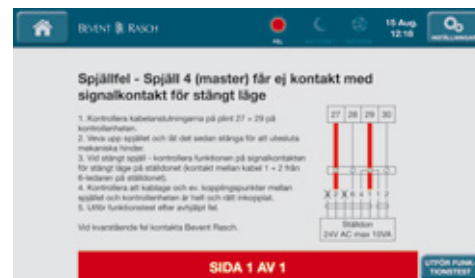 BEVENT RASCH
FEL
15 Aug.
12:18
INSTÄLLNINGAR
Spjällfel - Spjäll 4 (master) får ej kontakt med
signalkontakt för stängt läge
1. Kontrollera kabelanslutningarna på plint 27 + 29 på
kontrollenheten.
2. Veva upp spjället och låt det sedan stänga för att utesluta
mekaniska hinder.
3. Vid stängt spjäll - kontrollera funktionen på signalkontakten
för stängt läge på ställdonet (kontakt mellan kabel 1 + 2 från
6-ledaren på ställdonet).
4. Kontrollera att kablage och ev. kopplingspunkter mellan
spjället och kontrollenheten är helt och rätt inkopplat.
5. Utför funktionstest efter avhjälpt fel.
Vid kvarstående fel kontakta Bevent Rasch.
27 28 29 30
Ställdon
24V AC max 10VA
SIDA 1 AV 1
UTFÖR FUNK-
TIONSTEST